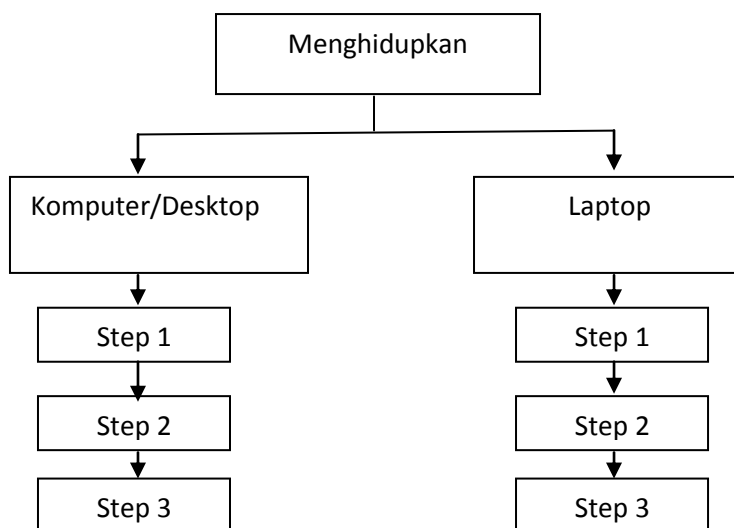 Menghidupkan
Komputer/Desktop
Laptop
Step 1
Step 1
Step 2
Step 2
Step 3
Step 3